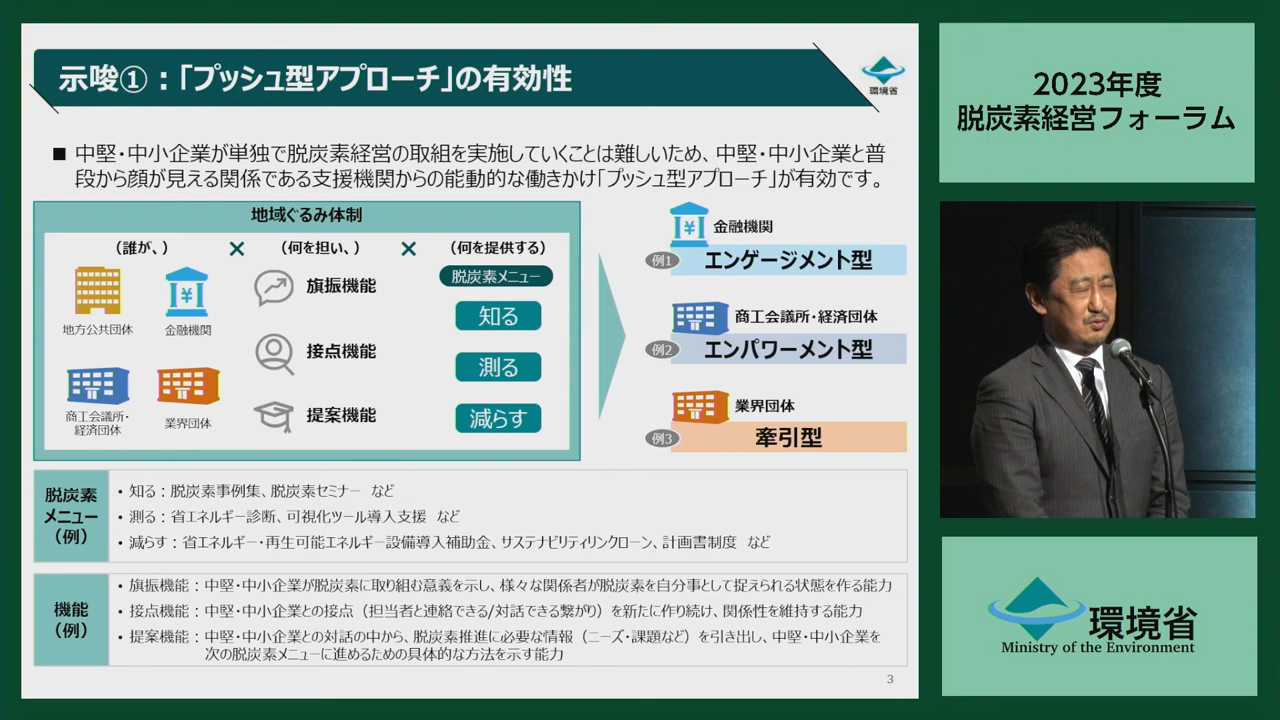 示唆①：「プッシュ型アプローチ」の有効性
環境省
■ 中堅・中小企業が単独で脱炭素経営の取組を実施していくことは難しいため、中堅・中小企業と普
段から顔が見える関係である支援機関からの能動的な働きかけ「プッシュ型アプローチ」が有効です。
地域ぐるみ体制
（誰が、） × （何を担い、） × （何を提供する）
地方公共団体
金融機関
商工会議所・
経済団体
業界団体
旗振機能
接点機能
提案機能
脱炭素メニュー
知る
測る
減らす
金融機関
例1 エンゲージメント型
商工会議所・経済団体
例2 エンパワーメント型
業界団体
例3 牽引型
脱炭素
メニュー
（例）
• 知る：脱炭素事例集、脱炭素セミナー など
• 測る：省エネルギー診断、可視化ツール導入支援 など
• 減らす：省エネルギー・再生可能エネルギー設備導入補助金、サステナビリティリンクローン、計画書制度 など
機能
（例）
• 旗振機能：中堅・中小企業が脱炭素に取り組む意義を示し、様々な関係者が脱炭素を自分事として捉えられる状態を作る能力
• 接点機能：中堅・中小企業との接点（担当者と連絡できる/対話できる繋がり）を新たに作り続け、関係性を維持する能力
• 提案機能：中堅・中小企業との対話の中から、脱炭素推進に必要な情報（ニーズ・課題など）を引き出し、中堅・中小企業を
次の脱炭素メニューに進めるための具体的な方法を示す能力
3
2023年度
脱炭素経営フォーラム
環境省
Ministry of the Environment